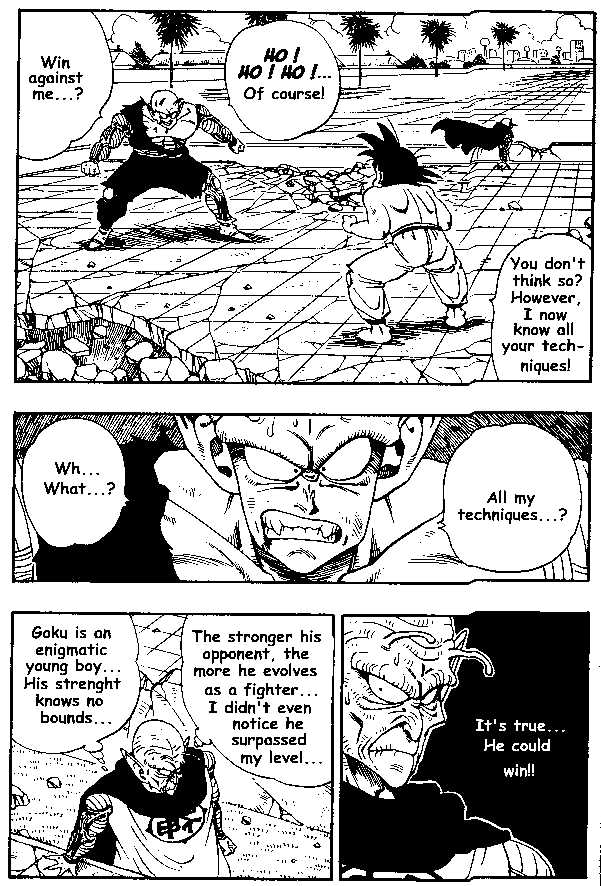 Win
against
me...?
HO!
HO! HO!...
Of course!
You don't
think so?
However,
I now
know all
your tech-
niques!
Wh...
What...?
All my
techniques...?
Goku is an
enigmatic
young boy...
His strenght
knows no
bounds...
The stronger his
opponent, the
more he evolves
as a fighter...
I didn't even
notice he
surpassed
my level...
It's true...
He could
win!!